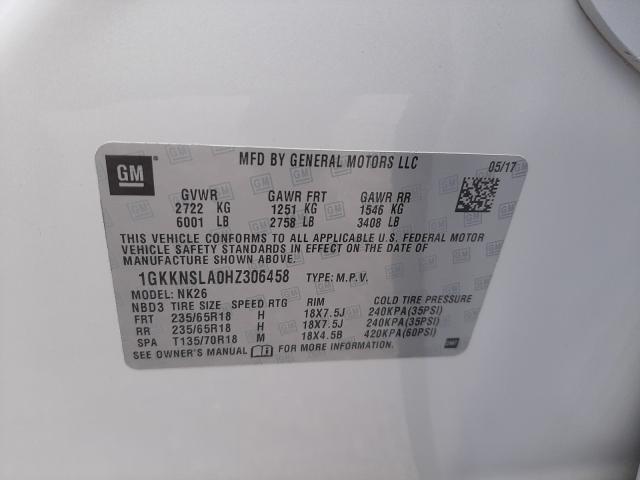 GM MFD BY GENERAL MOTORS LLC 05/17
GVWR GAWR FRT GAWR RR
2722 KG 1251 KG 1546 KG
6001 LB 2758 LB 3408 LB
THIS VEHICLE CONFORMS TO ALL APPLICABLE U.S. FEDERAL MOTOR
VEHICLE SAFETY STANDARDS IN EFFECT ON THE DATE OF
MANUFACTURE SHOWN ABOVE.
1GKKNSLA0HZ306458 TYPE: M.P.V.
MODEL: NK26
NBD3 TIRE SIZE SPEED RTG RIM COLD TIRE PRESSURE
FRT 235/65R18 H 18X7.5J 240KPA(35PSI)
RR 235/65R18 H 18X7.5J 240KPA(35PSI)
SPA T135/70R18 M 18X4.5B 420KPA(60PSI)
SEE OWNER'S MANUAL FOR MORE INFORMATION.
GM